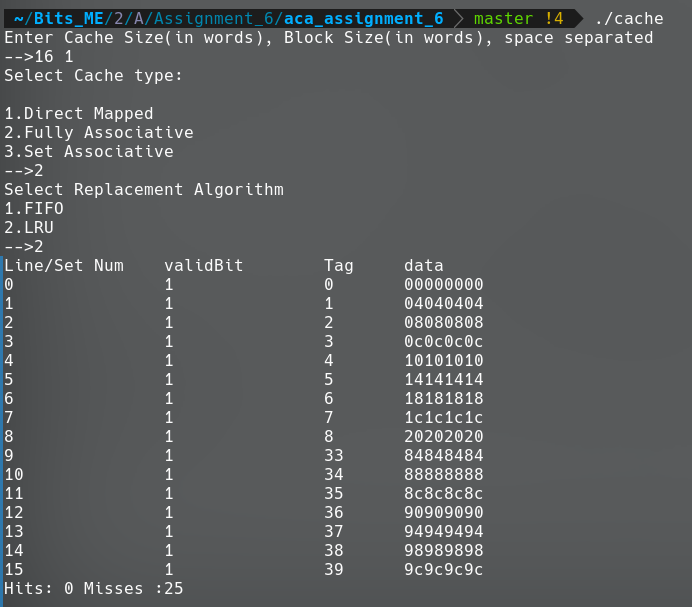 ~/Bits_ME/2/A/Assignment_6/aca_assignment_6 master !4 ./cache
Enter Cache Size(in words), Block Size(in words), space separated
-->16 1
Select Cache type:
1.Direct Mapped
2.Fully Associative
3.Set Associative
-->2
Select Replacement Algorithm
1.FIFO
2.LRU
-->2
Line/Set Num validBit Tag data
0 1 0 00000000
1 1 1 04040404
2 1 2 08080808
3 1 3 0c0c0c0c
4 1 4 10101010
5 1 5 14141414
6 1 6 18181818
7 1 7 1c1c1c1c
8 1 8 20202020
9 1 33 84848484
10 1 34 88888888
11 1 35 8c8c8c8c
12 1 36 90909090
13 1 37 94949494
14 1 38 98989898
15 1 39 9c9c9c9c
Hits: 0 Misses :25